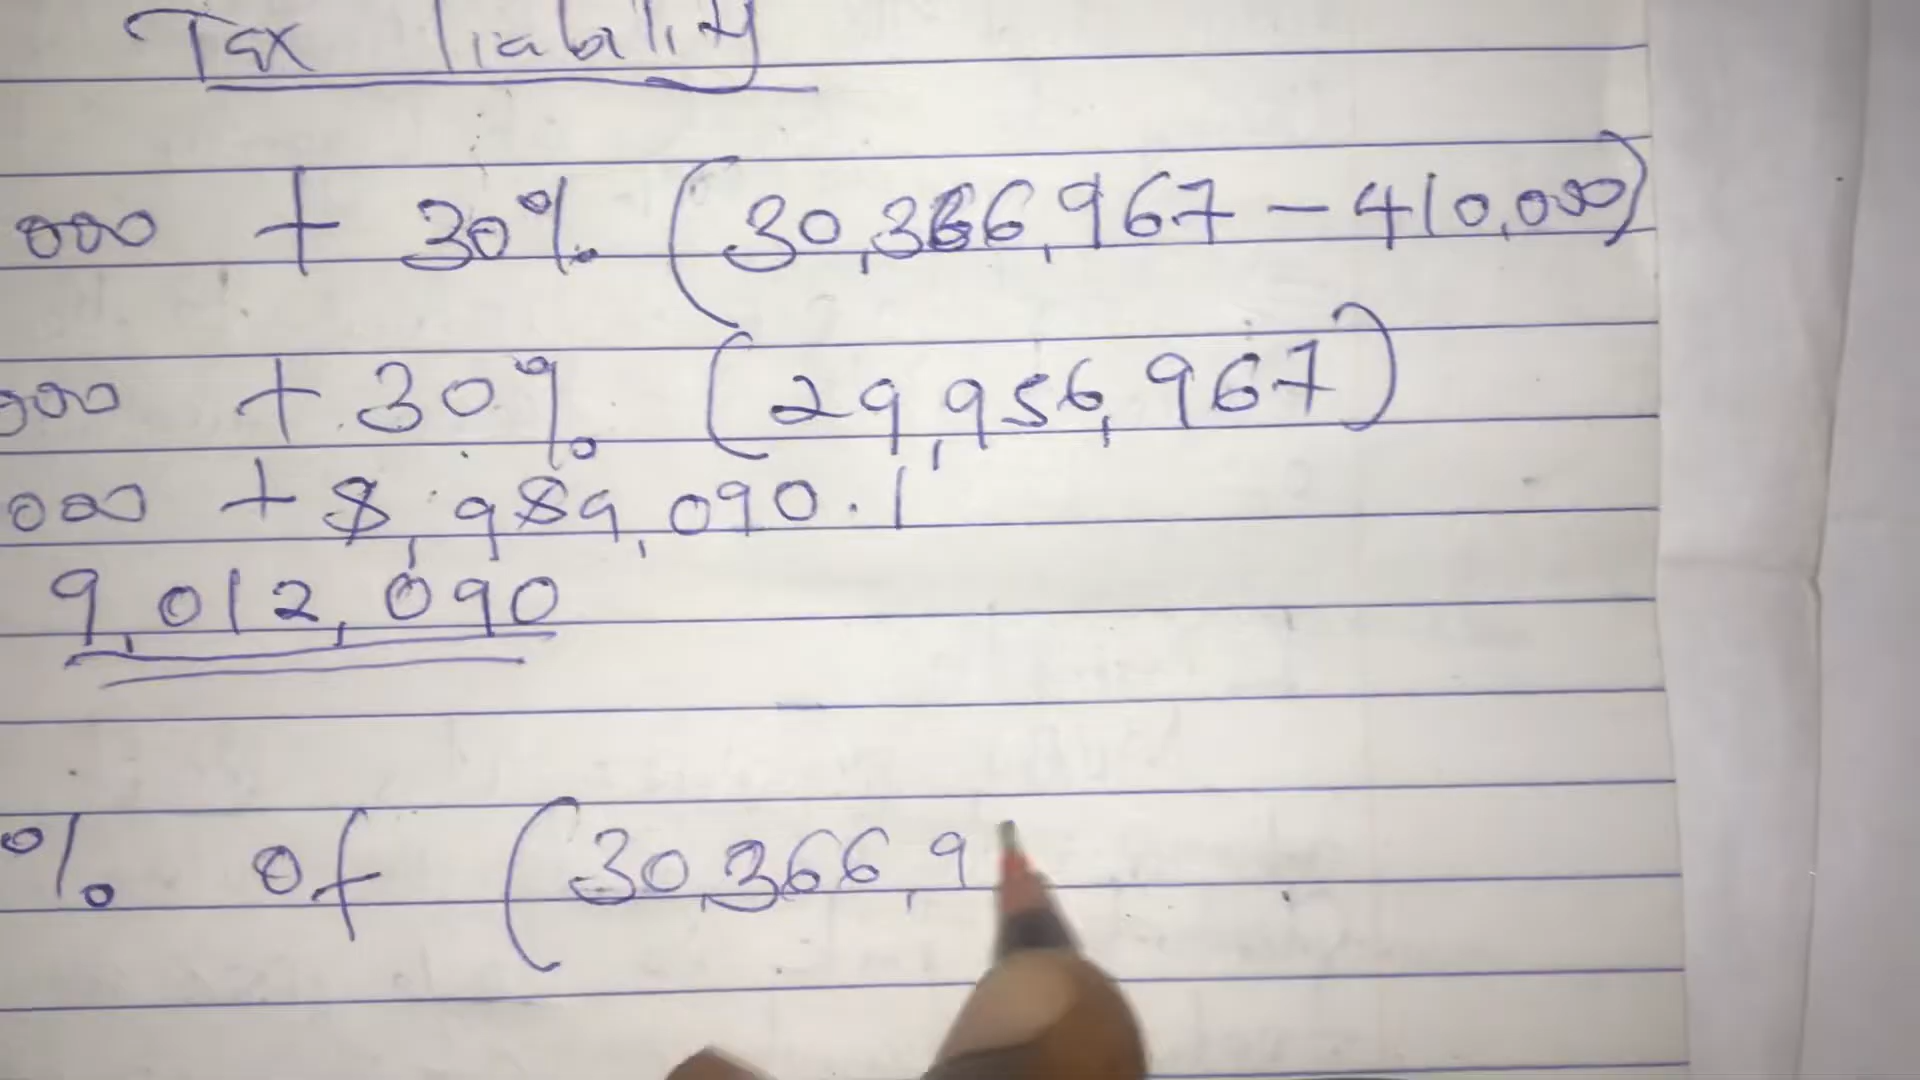 Tax liability
000 + 30% (30,366,967 - 410,000)
000 + 30% (29,956,967)
000 + 8,989,090.1
9,012,090
% of (30,366,9